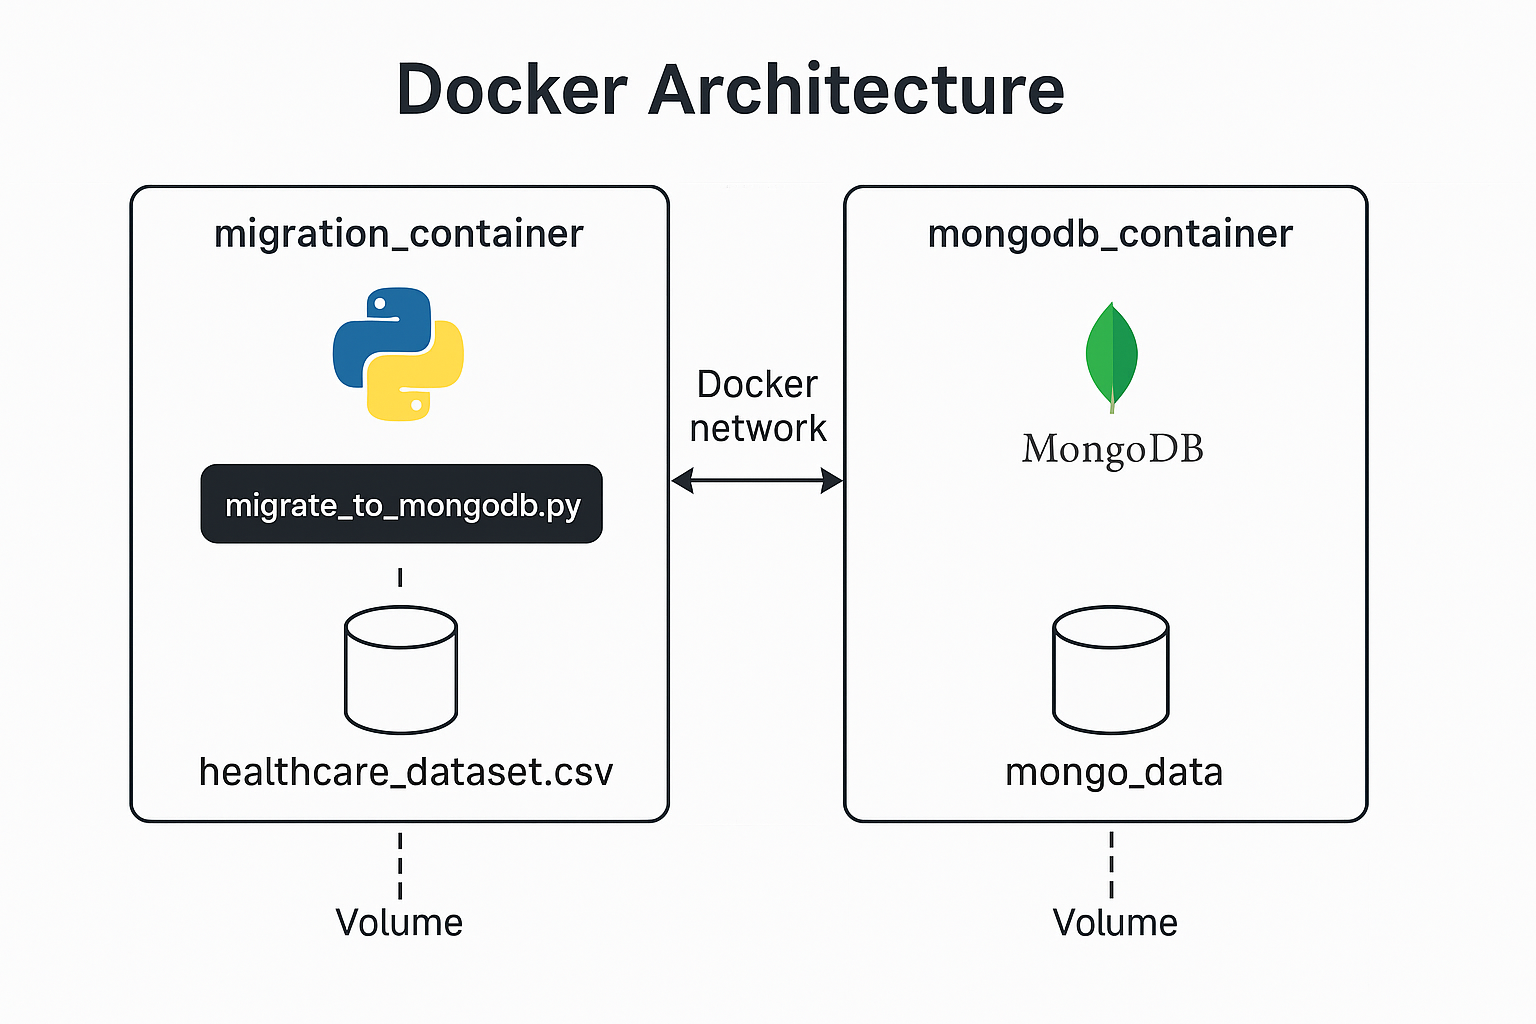 Docker Architecture
migration_container
migrate_to_mongodb.py
healthcare_dataset.csv
Volume
Docker
network
mongodb_container
MongoDB
mongo_data
Volume